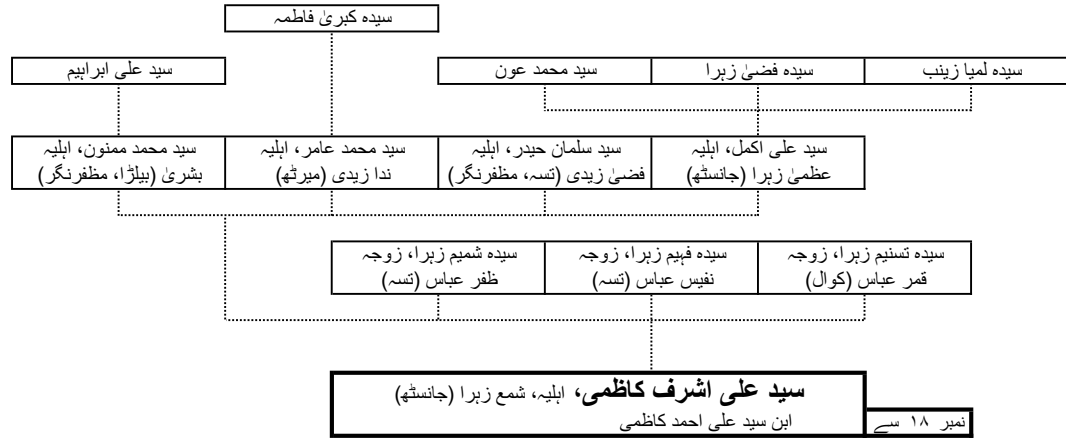 سیدہ کبریٰ فاطمہ
سیدہ لمیا زینب
سیدہ فضیٰ زہرا
سید محمد عون
سید علی ابراہیم
سید علی اکمل، اہلیہ
عظمیٰ زہرا (جانسٹھ)
سید سلمان حیدر، اہلیہ
فضیٰ زیدی (تسہ، مظفرنگر)
سید محمد عامر، اہلیہ
ندا زیدی (میرٹھ)
سید محمد ممنون، اہلیہ
بشریٰ (بیلڑا، مظفرنگر)
سیدہ تسنیم زہرا، زوجہ
قمر عباس (کوال)
سیدہ فہیم زہرا، زوجہ
نفیس عباس (تسہ)
سیدہ شمیم زہرا، زوجہ
ظفر عباس (تسہ)
سید علی اشرف کاظمی، اہلیہ، شمع زہرا (جانسٹھ)
ابن سید علی احمد کاظمی
نمبر ۱۸ سے